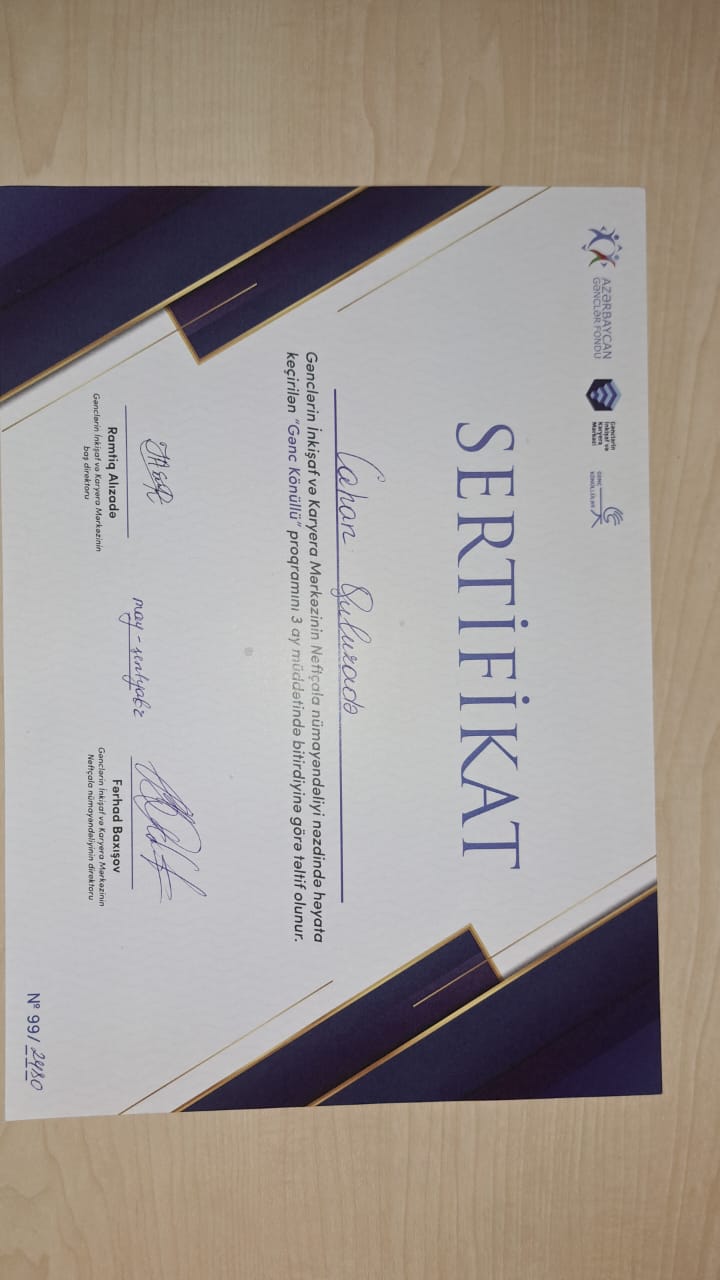 AZƏRBAYCAN
GƏNCLƏR FONDU
Gənclərin
İnkişaf və
Karyera
Mərkəzi
GƏNC
KÖNÜLLÜLƏR
SERTİFİKAT
Cahan Quluzadə
Gənclərin İnkişaf və Karyera Mərkəzinin Neftçala nümayəndəliyi nəzdində həyata
keçirilən “Gənc Könüllü” proqramını 3 ay müddətində bitirdiyinə görə təltif olunur.
may - sentyabr
Ramtiq Alızadə
Gənclərin İnkişaf və Karyera Mərkəzinin
baş direktoru
Fərhad Baxışov
Gənclərin İnkişaf və Karyera Mərkəzinin
Neftçala nümayəndəliyinin direktoru
№ 99/ 2480